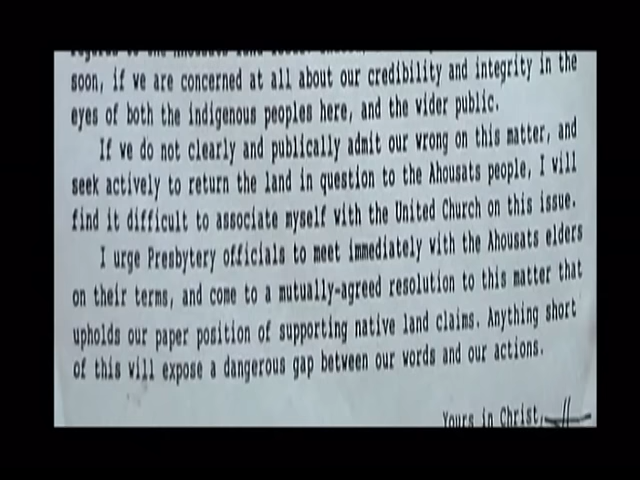 soon, if we are concerned at all about our credibility and integrity in the
eyes of both the indigenous peoples here, and the wider public.
If we do not clearly and publically admit our wrong on this matter, and
seek actively to return the land in question to the Ahousats people, I will
find it difficult to associate myself with the United Church on this issue.
I urge Presbytery officials to meet immediately with the Ahousats elders
on their terms, and come to a mutually-agreed resolution to this matter that
upholds our paper position of supporting native land claims. Anything short
of this will expose a dangerous gap between our words and our actions.
Yours in Christ,